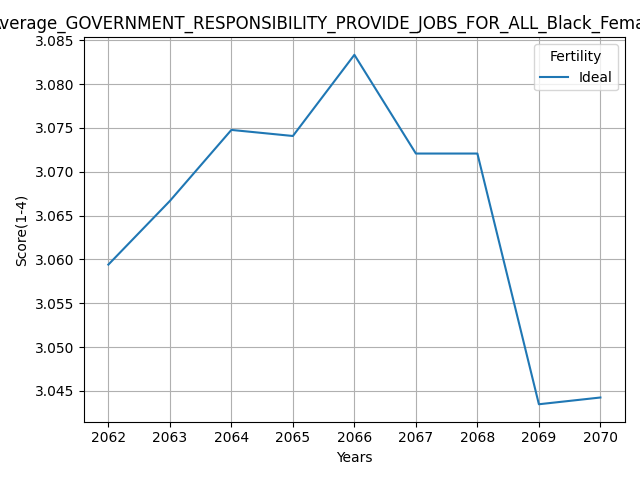 verage_GOVERNMENT_RESPONSIBILITY_PROVIDE_JOBS_FOR_ALL_Black_Fema
3.085
3.080
3.075
3.070
3.065
3.060
3.055
3.050
3.045
Score(1-4)
Fertility
Ideal
2062 2063 2064 2065 2066 2067 2068 2069 2070
Years